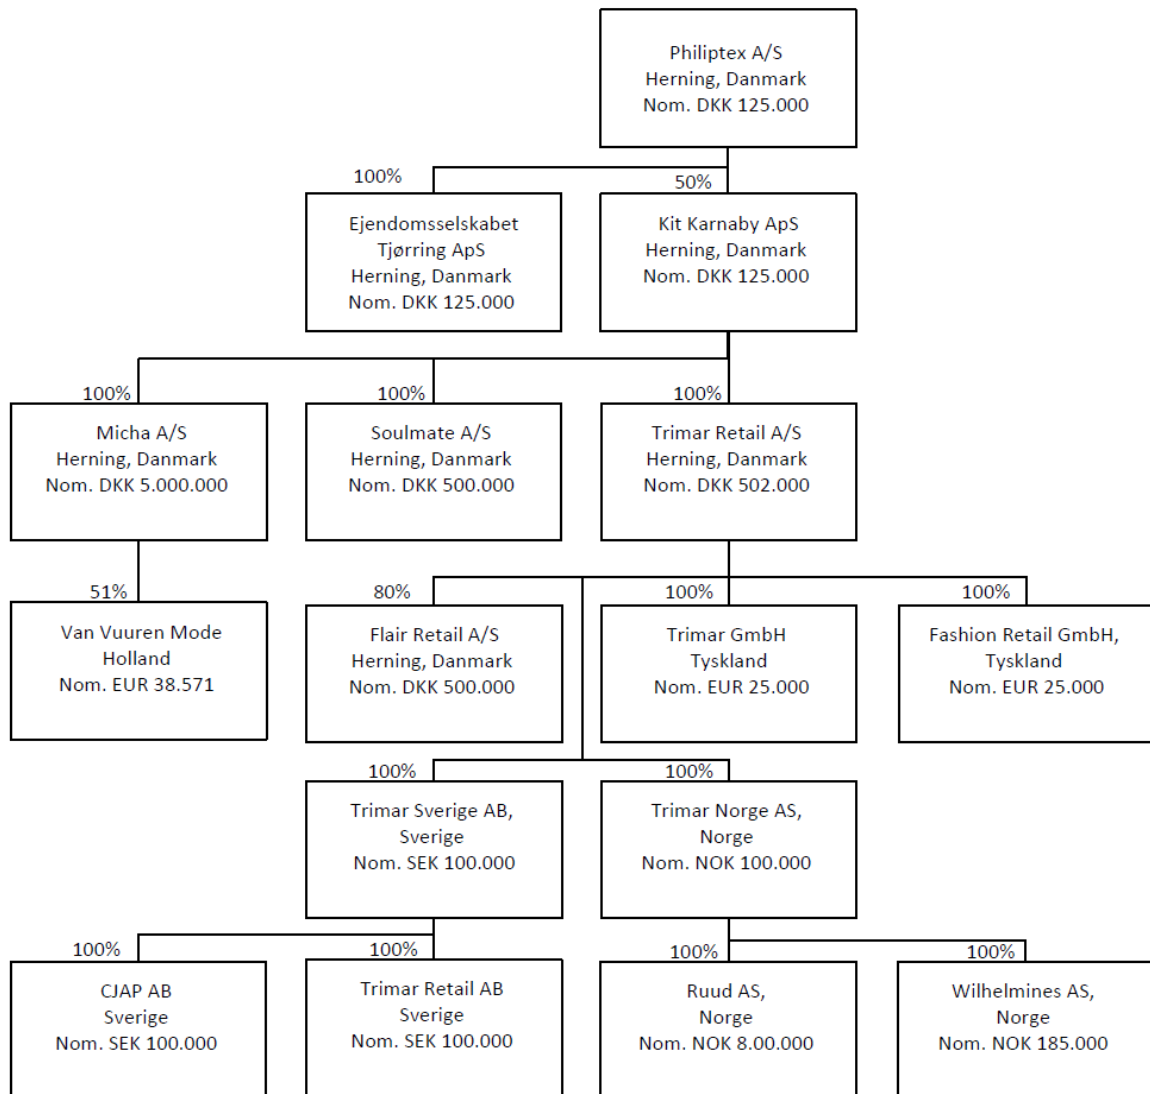 Philiptex A/S
Herning, Danmark
Nom. DKK 125.000
100%
50%
Ejendomsselskabet
Tjørring ApS
Herning, Danmark
Nom. DKK 125.000
Kit Karnaby ApS
Herning, Danmark
Nom. DKK 125.000
100%
100%
100%
Micha A/S
Herning, Danmark
Nom. DKK 5.000.000
Soulmate A/S
Herning, Danmark
Nom. DKK 500.000
Trimar Retail A/S
Herning, Danmark
Nom. DKK 502.000
51%
80%
100%
100%
Van Vuuren Mode
Holland
Nom. EUR 38.571
Flair Retail A/S
Herning, Danmark
Nom. DKK 500.000
Trimar GmbH
Tyskland
Nom. EUR 25.000
Fashion Retail GmbH,
Tyskland
Nom. EUR 25.000
100%
100%
Trimar Sverige AB,
Sverige
Nom. SEK 100.000
Trimar Norge AS,
Norge
Nom. NOK 100.000
100%
100%
100%
100%
CJAP AB
Sverige
Nom. SEK 100.000
Trimar Retail AB
Sverige
Nom. SEK 100.000
Ruud AS,
Norge
Nom. NOK 8.00.000
Wilhelmines AS,
Norge
Nom. NOK 185.000